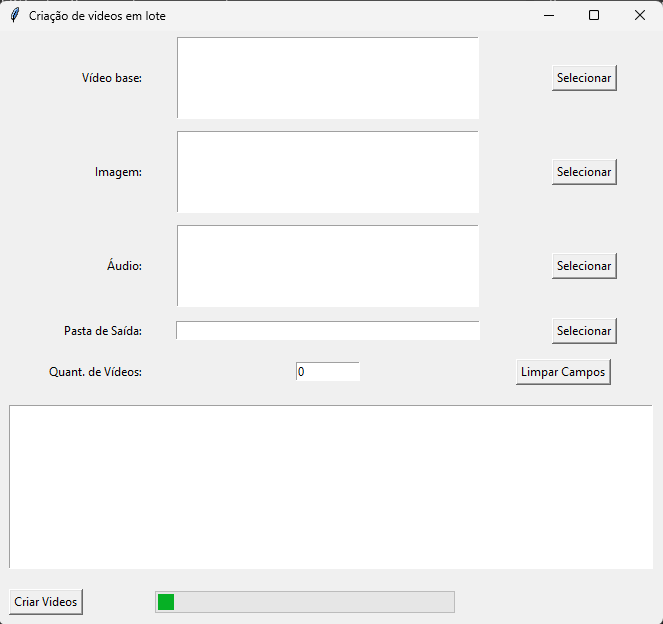 Criação de videos em lote
Vídeo base:
Selecionar
Imagem:
Selecionar
Áudio:
Selecionar
Pasta de Saída:
Selecionar
Quant. de Vídeos:
0
Limpar Campos
Criar Videos